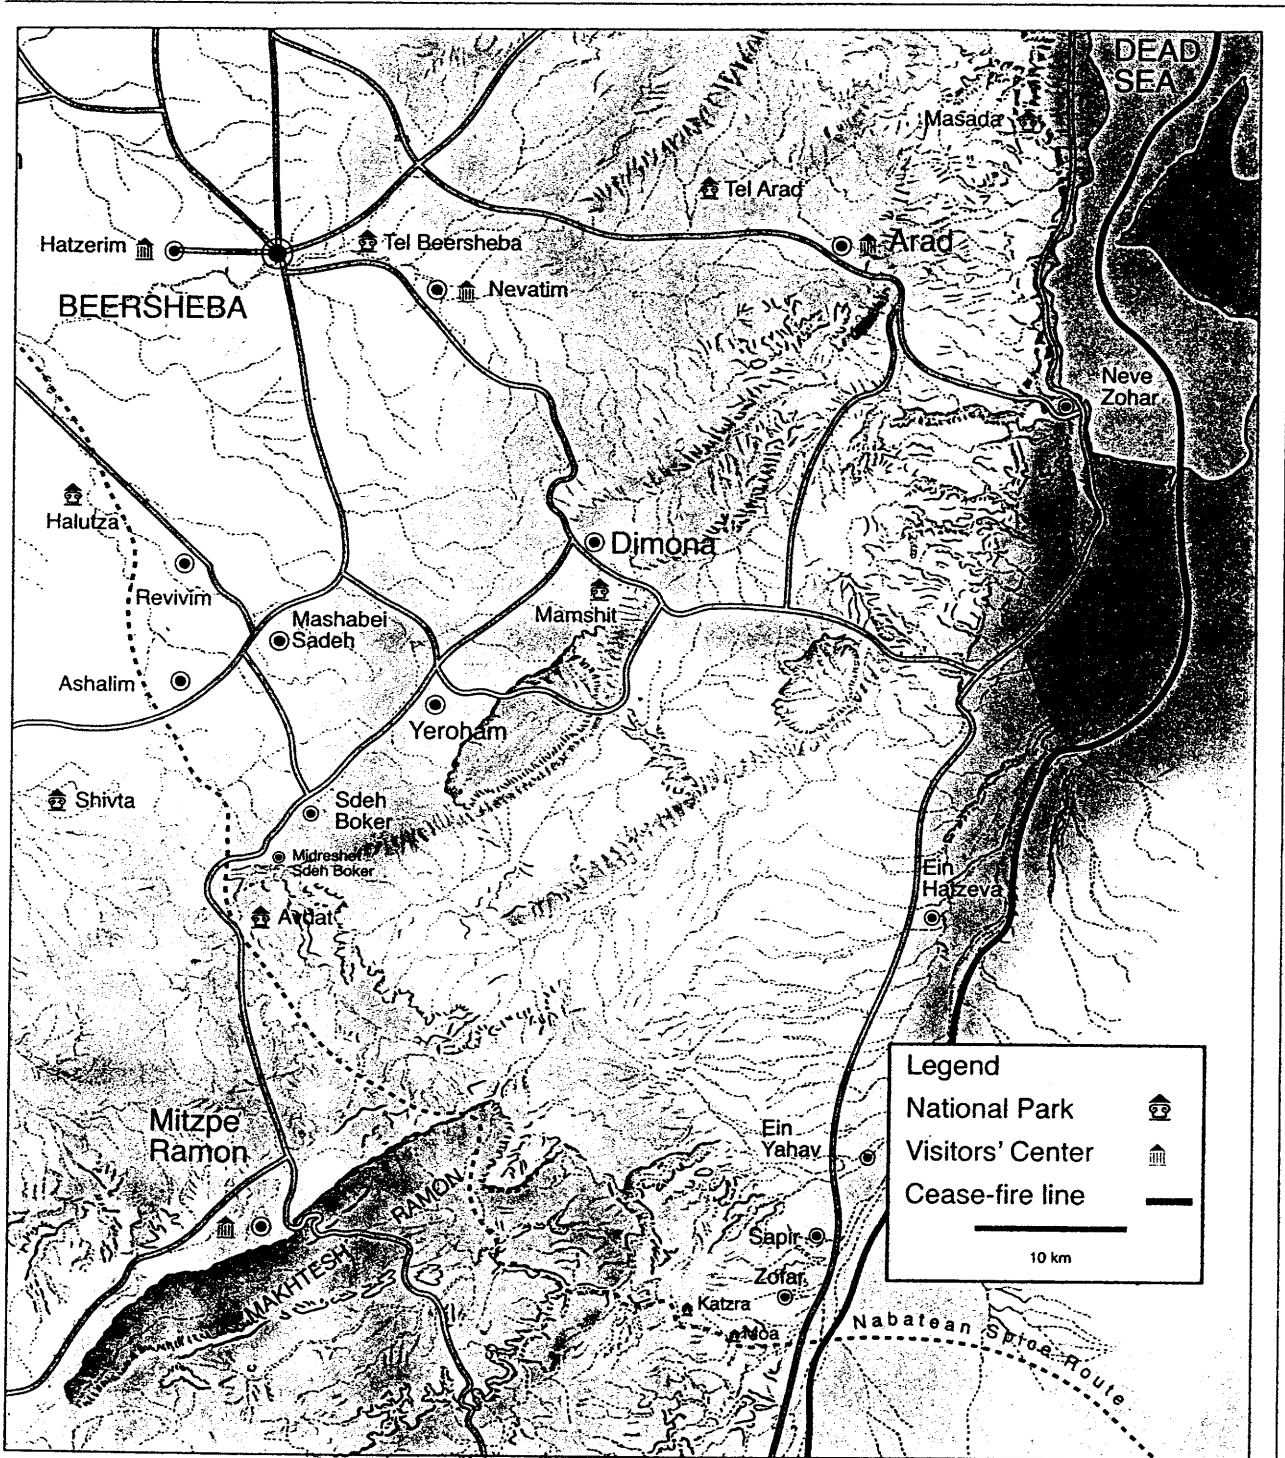 DEAD
SEA
Masada
Tel Arad
Hatzerim
Tel Beersheba
Arad
Nevatim
BEERSHEBA
Neve
Zohar
Halutza
Dimona
Revivim
Mamshit
Mashabei
Sadeh
Ashalim
Yeroham
Shivta
Sdeh
Boker
Midreshet
Sdeh Boker
Ein
Hatzeva
Avdat
Legend
National Park
Visitors' Center
Cease-fire line
10 km
Mitzpe
Ramon
Ein
Yahav
MAKHTESH RAMON
Sapir
Zofar
Katzra
Moa
Nabatean Spice Route